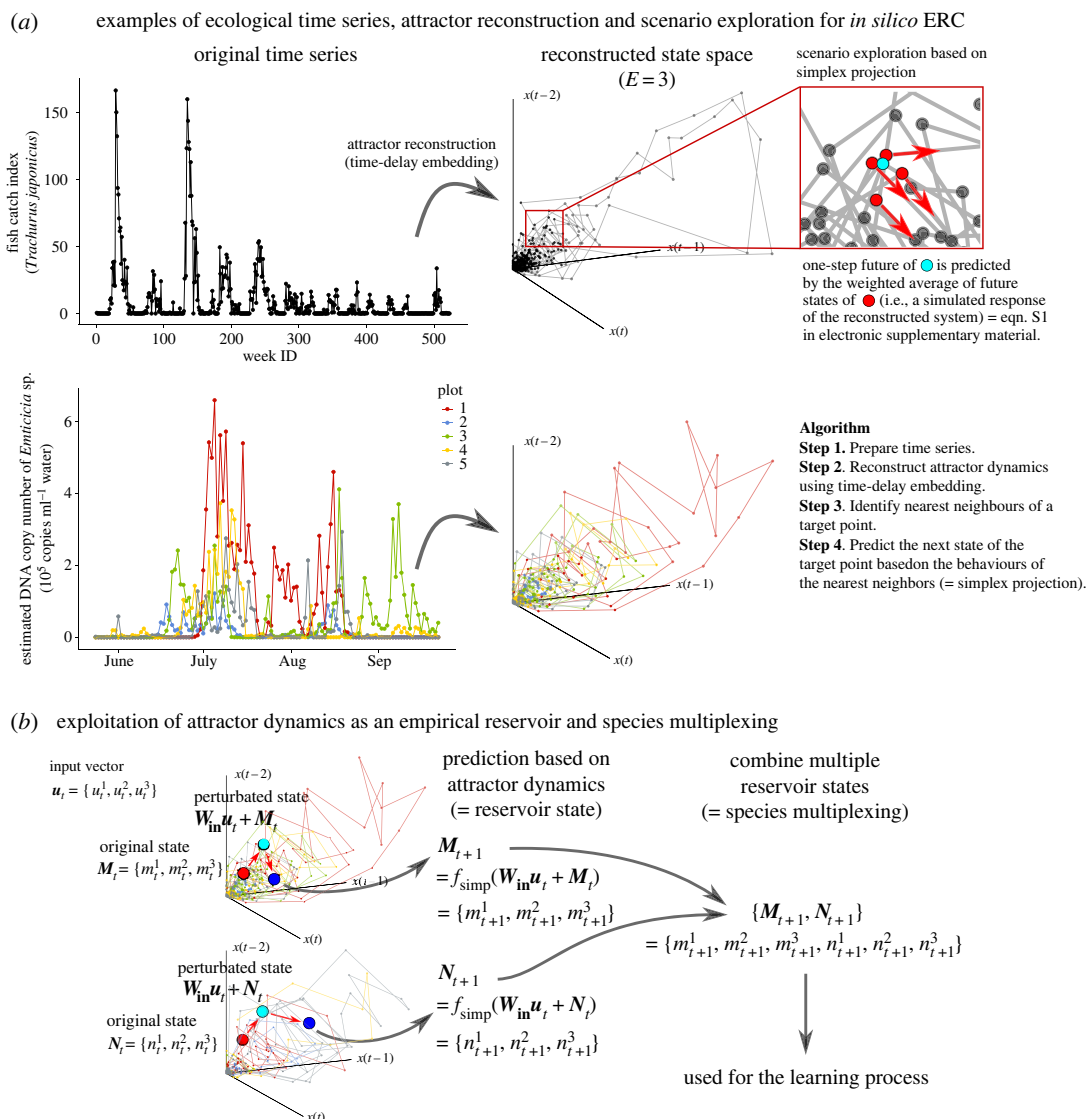 (a) examples of ecological time series, attractor reconstruction and scenario exploration for in silico ERC
original time series
reconstructed state space
(E = 3)
scenario exploration based on
simplex projection
fish catch index
(Trachurus japonicus)
150
100
50
0
0 100 200 300 400 500
week ID
attractor reconstruction
(time-delay embedding)
x(t−2)
x(t−1)
x(t)
one-step future of is predicted
by the weighted average of future
states of (i.e., a simulated response
of the reconstructed system) = eqn. S1
in electronic supplementary material.
estimated DNA copy number of Emticicia sp.
(10⁵ copies ml⁻¹ water)
6
4
2
0
June July Aug Sep
plot
1
2
3
4
5
x(t−2)
x(t−1)
x(t)
Algorithm
Step 1. Prepare time series.
Step 2. Reconstruct attractor dynamics
using time-delay embedding.
Step 3. Identify nearest neighbours of a
target point.
Step 4. Predict the next state of the
target point basedon the behaviours of
the nearest neighbors (= simplex projection).
(b) exploitation of attractor dynamics as an empirical reservoir and species multiplexing
input vector
u_t = {u_t^1, u_t^2, u_t^3}
x(t−2)
perturbated state
W_in u_t + M_t
original state
M_t = {m_t^1, m_t^2, m_t^3}
x(t−1)
x(t)
prediction based on
attractor dynamics
(= reservoir state)
M_{t+1}
= f_simp(W_in u_t + M_t)
= {m_{t+1}^1, m_{t+1}^2, m_{t+1}^3}
combine multiple
reservoir states
(= species multiplexing)
x(t−2)
perturbated state
W_in u_t + N_t
original state
N_t = {n_t^1, n_t^2, n_t^3}
x(t−1)
x(t)
N_{t+1}
= f_simp(W_in u_t + N_t)
= {n_{t+1}^1, n_{t+1}^2, n_{t+1}^3}
{M_{t+1}, N_{t+1}}
= {m_{t+1}^1, m_{t+1}^2, m_{t+1}^3, n_{t+1}^1, n_{t+1}^2, n_{t+1}^3}
used for the learning process